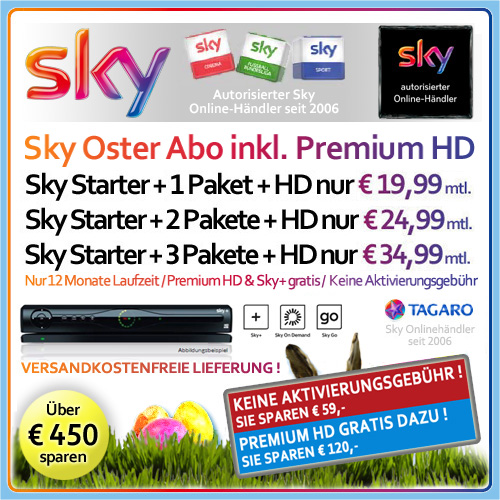 sky
CINEMA
FUSSBALL BUNDESLIGA
SPORT
Autorisierter Sky
Online-Händler seit 2006
sky
autorisierter
Online-Händler
Sky Oster Abo inkl. Premium HD
Sky Starter + 1 Paket + HD nur € 19,99 mtl.
Sky Starter + 2 Pakete + HD nur € 24,99 mtl.
Sky Starter + 3 Pakete + HD nur € 34,99 mtl.
Nur 12 Monate Laufzeit / Premium HD & Sky+ gratis / Keine Aktivierungsgebühr
sky
+
go
Sky+
Sky On Demand
Sky Go
TAGARO
Sky Onlinehändler
seit 2006
Abbildungsbeispiel
VERSANDKOSTENFREIE LIEFERUNG !
Über
€ 450
sparen
KEINE AKTIVIERUNGSGEBÜHR !
SIE SPAREN € 59,-
PREMIUM HD GRATIS DAZU !
SIE SPAREN € 120,-